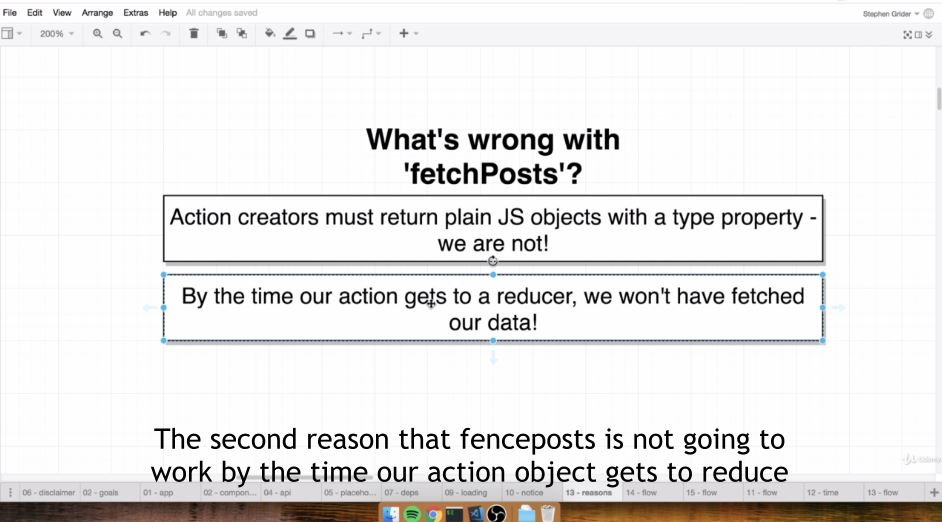 File Edit View Arrange Extras Help All changes saved
Stephen Grider
200%
What's wrong with
'fetchPosts'?
Action creators must return plain JS objects with a type property -
we are not!
By the time our action gets to a reducer, we won't have fetched
our data!
The second reason that fenceposts is not going to
work by the time our action object gets to reduce
06 - disclaimer 02 - goals 01 - app 02 - compon... 04 - api 05 - placeho... 07 - deps 09 - loading 10 - notice 13 - reasons 14 - flow 15 - flow 11 - flow 12 - time 13 - flow